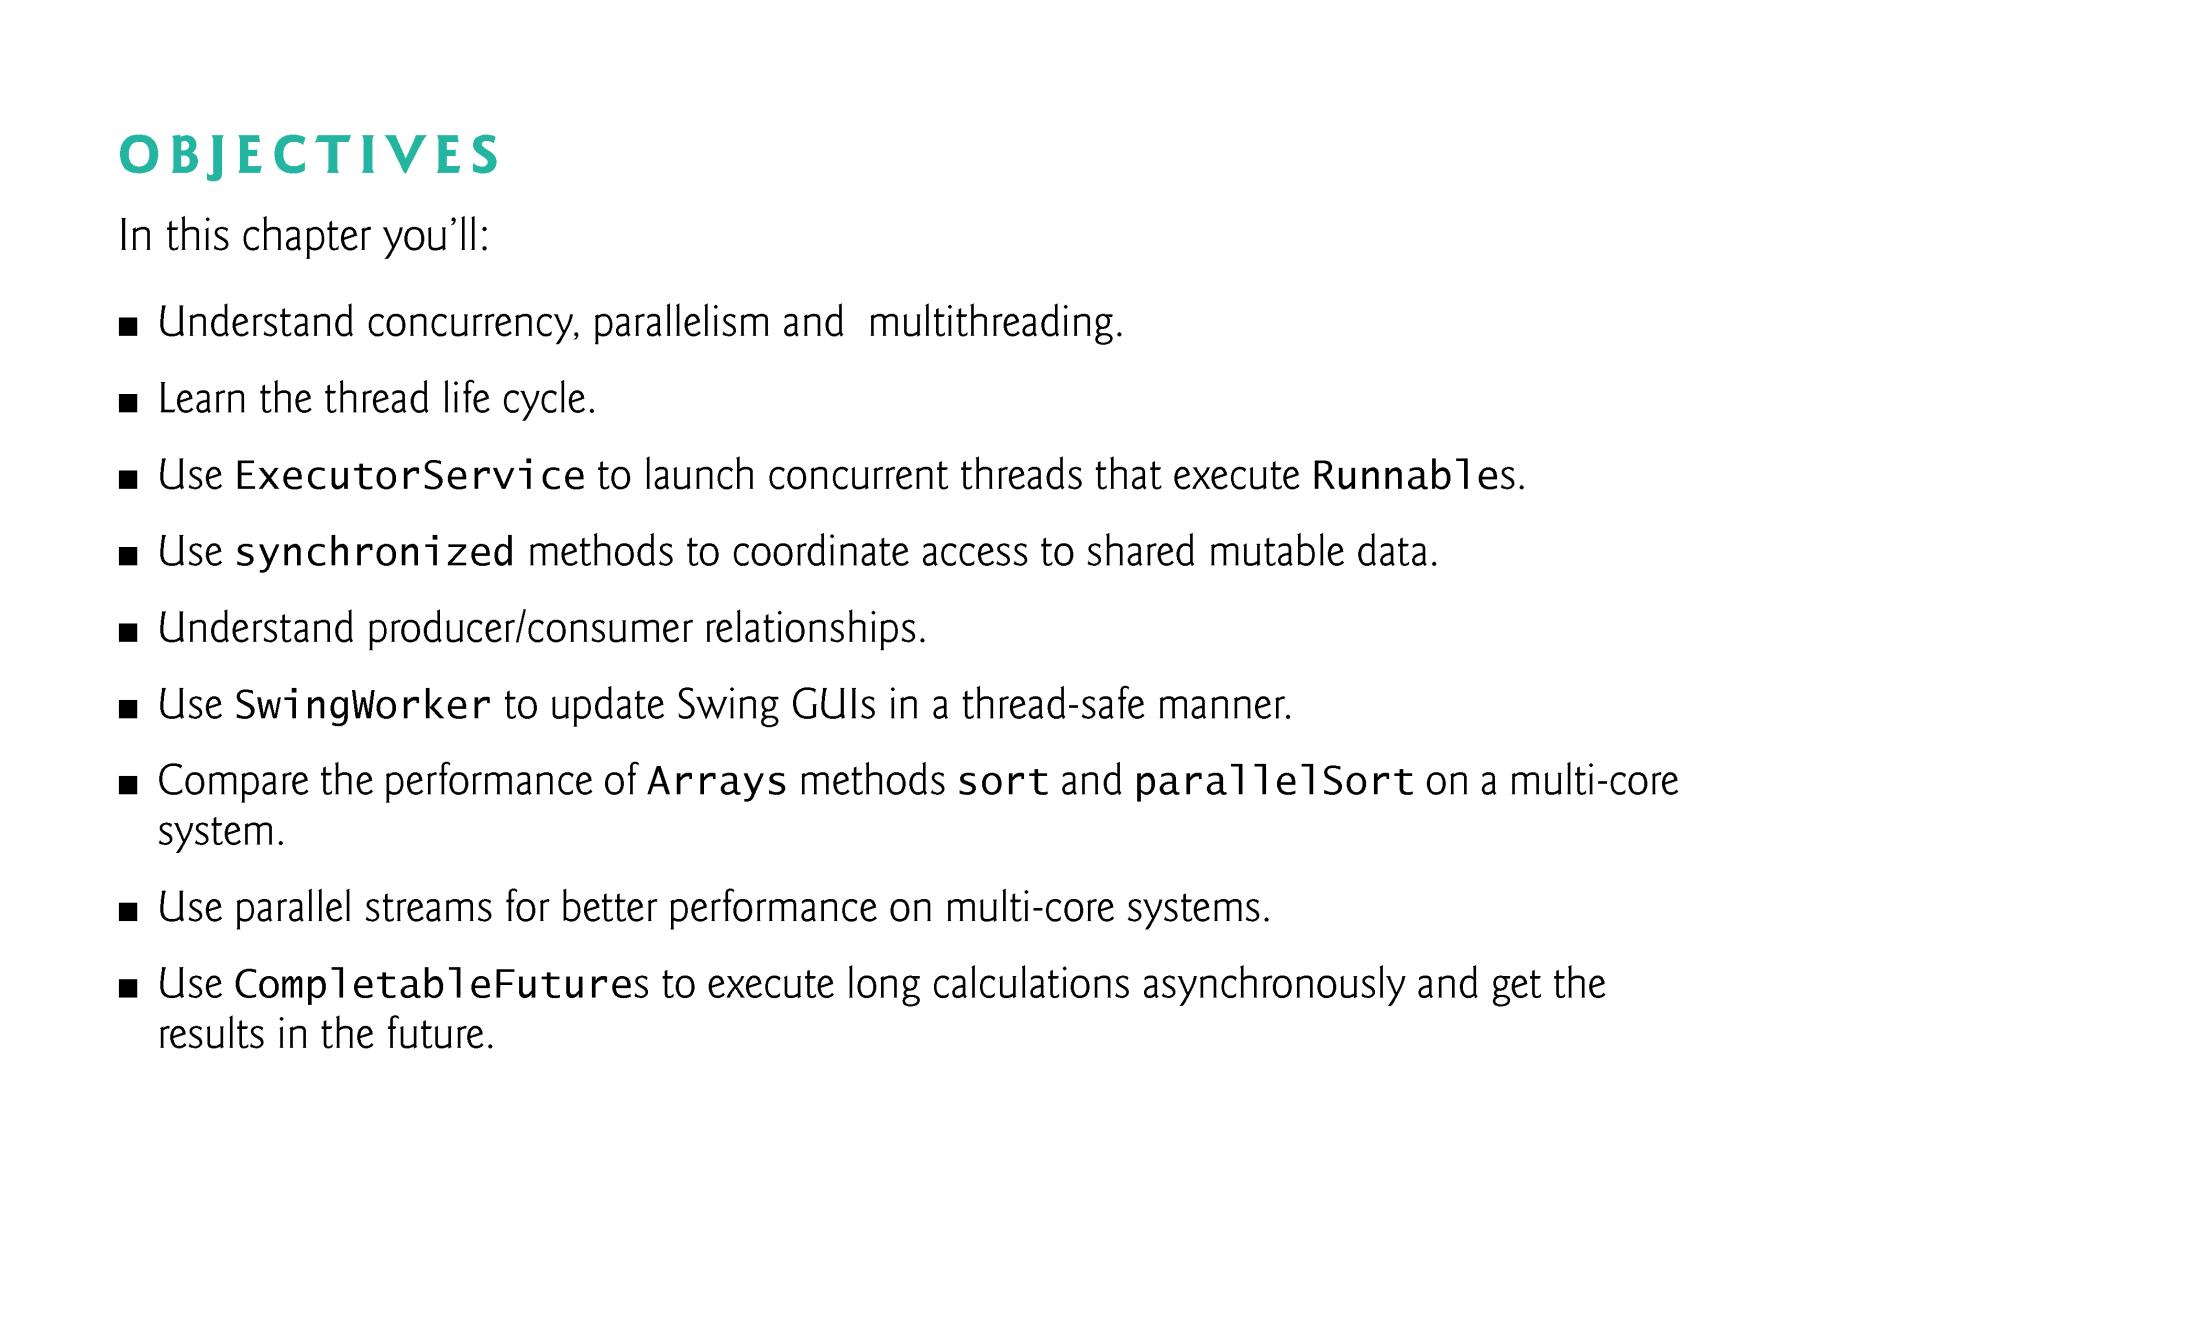 OBJECTIVES
In this chapter you’ll:
■ Understand concurrency, parallelism and  multithreading.
■ Learn the thread life cycle.
■ Use ExecutorService to launch concurrent threads that execute Runnables.
■ Use synchronized methods to coordinate access to shared mutable data.
■ Understand producer/consumer relationships.
■ Use SwingWorker to update Swing GUIs in a thread-safe manner.
■ Compare the performance of Arrays methods sort and parallelSort on a multi-core
system.
■ Use parallel streams for better performance on multi-core systems.
■ Use CompletableFutures to execute long calculations asynchronously and get the
results in the future.